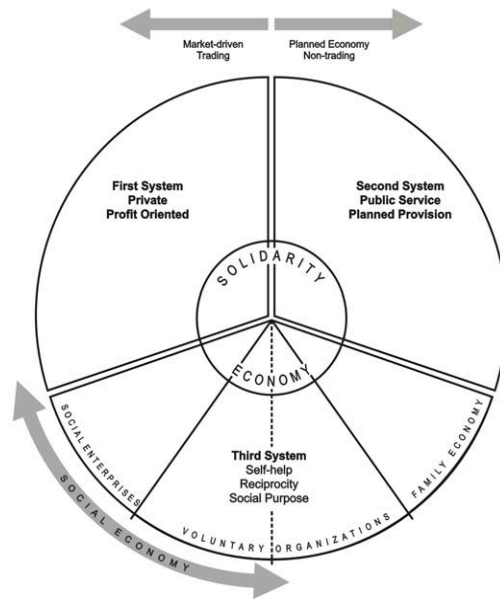 Market-driven
Trading
Planned Economy
Non-trading
First System
Private
Profit Oriented
Second System
Public Service
Planned Provision
SOLIDARITY
ECONOMY
Third System
Self-help
Reciprocity
Social Purpose
SOCIAL ENTERPRISES
VOLUNTARY ORGANIZATIONS
FAMILY ECONOMY
SOCIAL ECONOMY